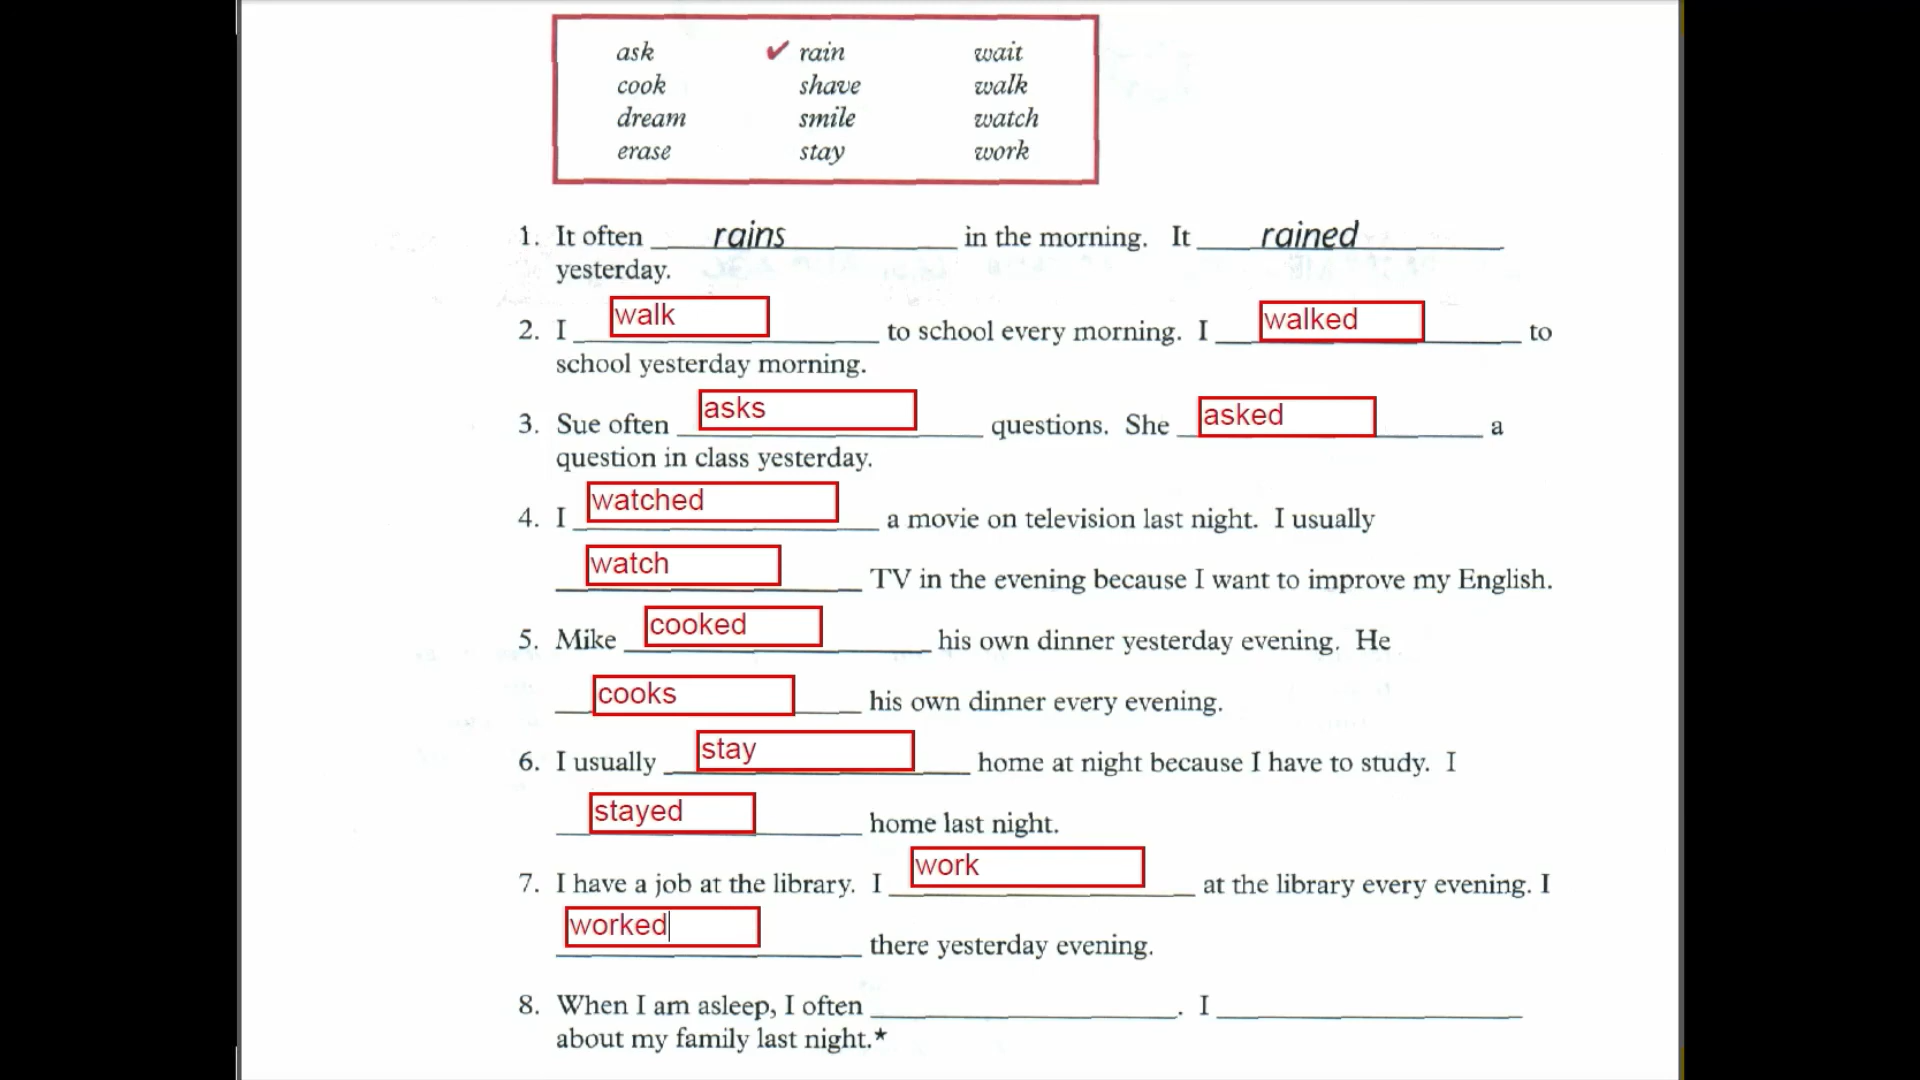 ask ✔ rain wait
cook shave walk
dream smile watch
erase stay work
1. It often rains in the morning. It rained
yesterday.
2. I walk to school every morning. I walked to
school yesterday morning.
3. Sue often asks questions. She asked a
question in class yesterday.
4. I watched a movie on television last night. I usually
watch TV in the evening because I want to improve my English.
5. Mike cooked his own dinner yesterday evening. He
cooks his own dinner every evening.
6. I usually stay home at night because I have to study. I
stayed home last night.
7. I have a job at the library. I work at the library every evening. I
worked there yesterday evening.
8. When I am asleep, I often ____________. I ____________
about my family last night.*